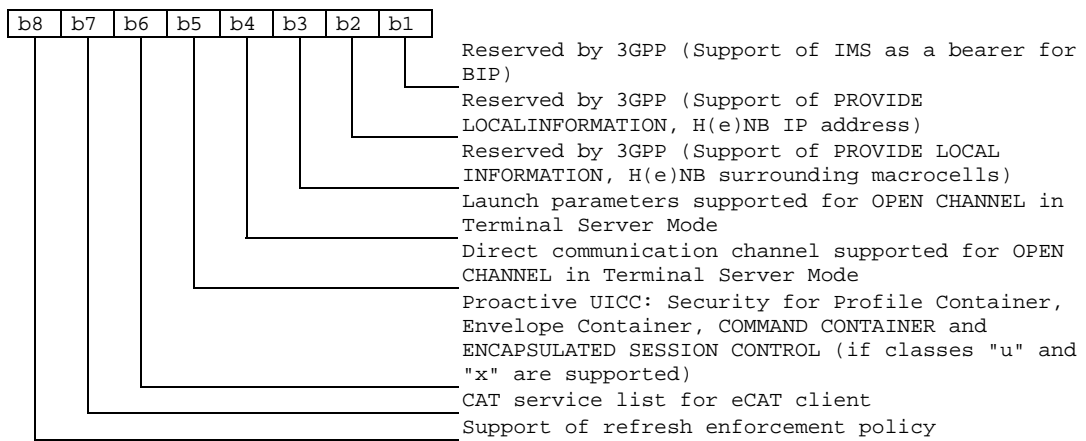 b8 b7 b6 b5 b4 b3 b2 b1
Reserved by 3GPP (Support of IMS as a bearer for
BIP)
Reserved by 3GPP (Support of PROVIDE
LOCALINFORMATION, H(e)NB IP address)
Reserved by 3GPP (Support of PROVIDE LOCAL
INFORMATION, H(e)NB surrounding macrocells)
Launch parameters supported for OPEN CHANNEL in
Terminal Server Mode
Direct communication channel supported for OPEN
CHANNEL in Terminal Server Mode
Proactive UICC: Security for Profile Container,
Envelope Container, COMMAND CONTAINER and
ENCAPSULATED SESSION CONTROL (if classes "u" and
"x" are supported)
CAT service list for eCAT client
Support of refresh enforcement policy